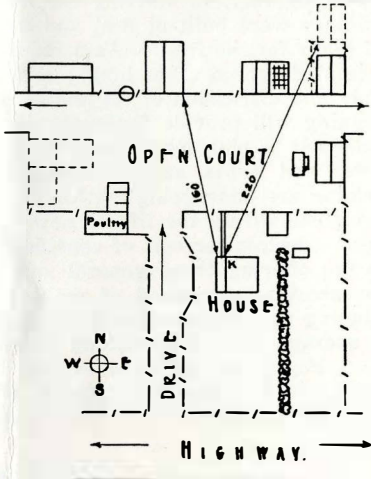 OPEN COURT
160
220'
Poultry
K
HOUSE
N
W E
S
DRIVE
HIGHWAY.